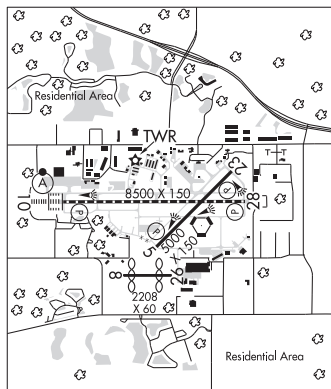 Residential Area
TWR
T T
A
8500 X 150
23
P
10
P
28
P
P
5000
X 150
5
8
26
2208
X 60
Residential Area